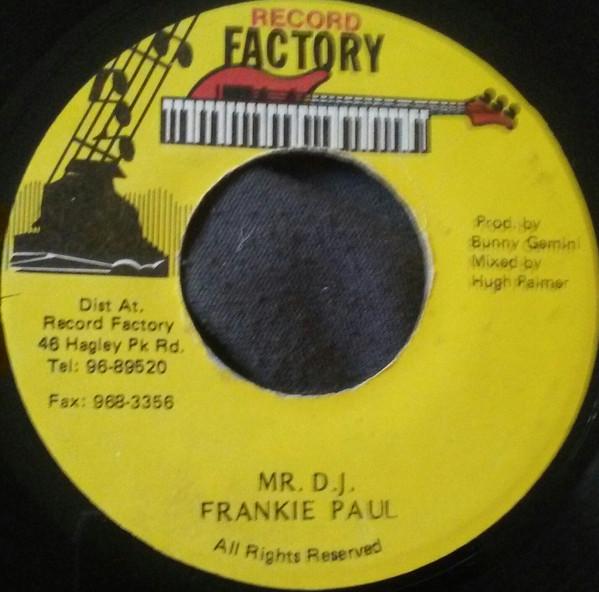 RECORD
FACTORY
Prod. by
Bunny Gemini
Mixed by
Hugh Palmer
Dist At.
Record Factory
46 Hagley Pk Rd.
Tel: 96-89520
Fax: 968-3356
MR. D.J.
FRANKIE PAUL
All Rights Reserved